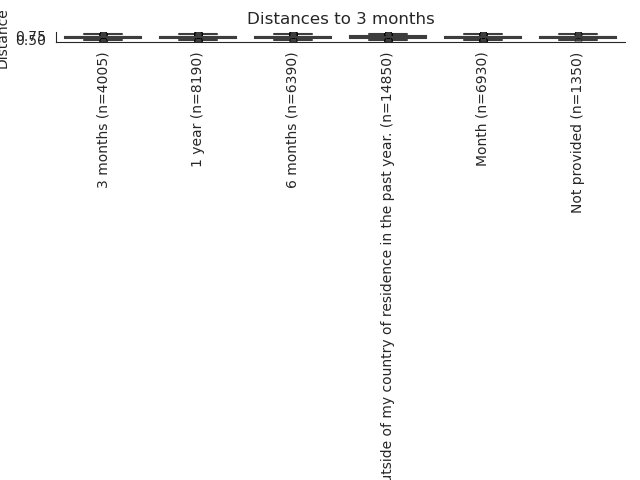 Distances to 3 months
Distance
0.75
0.50
3 months (n=4005)
1 year (n=8190)
6 months (n=6390)
utside of my country of residence in the past year. (n=14850)
Month (n=6930)
Not provided (n=1350)